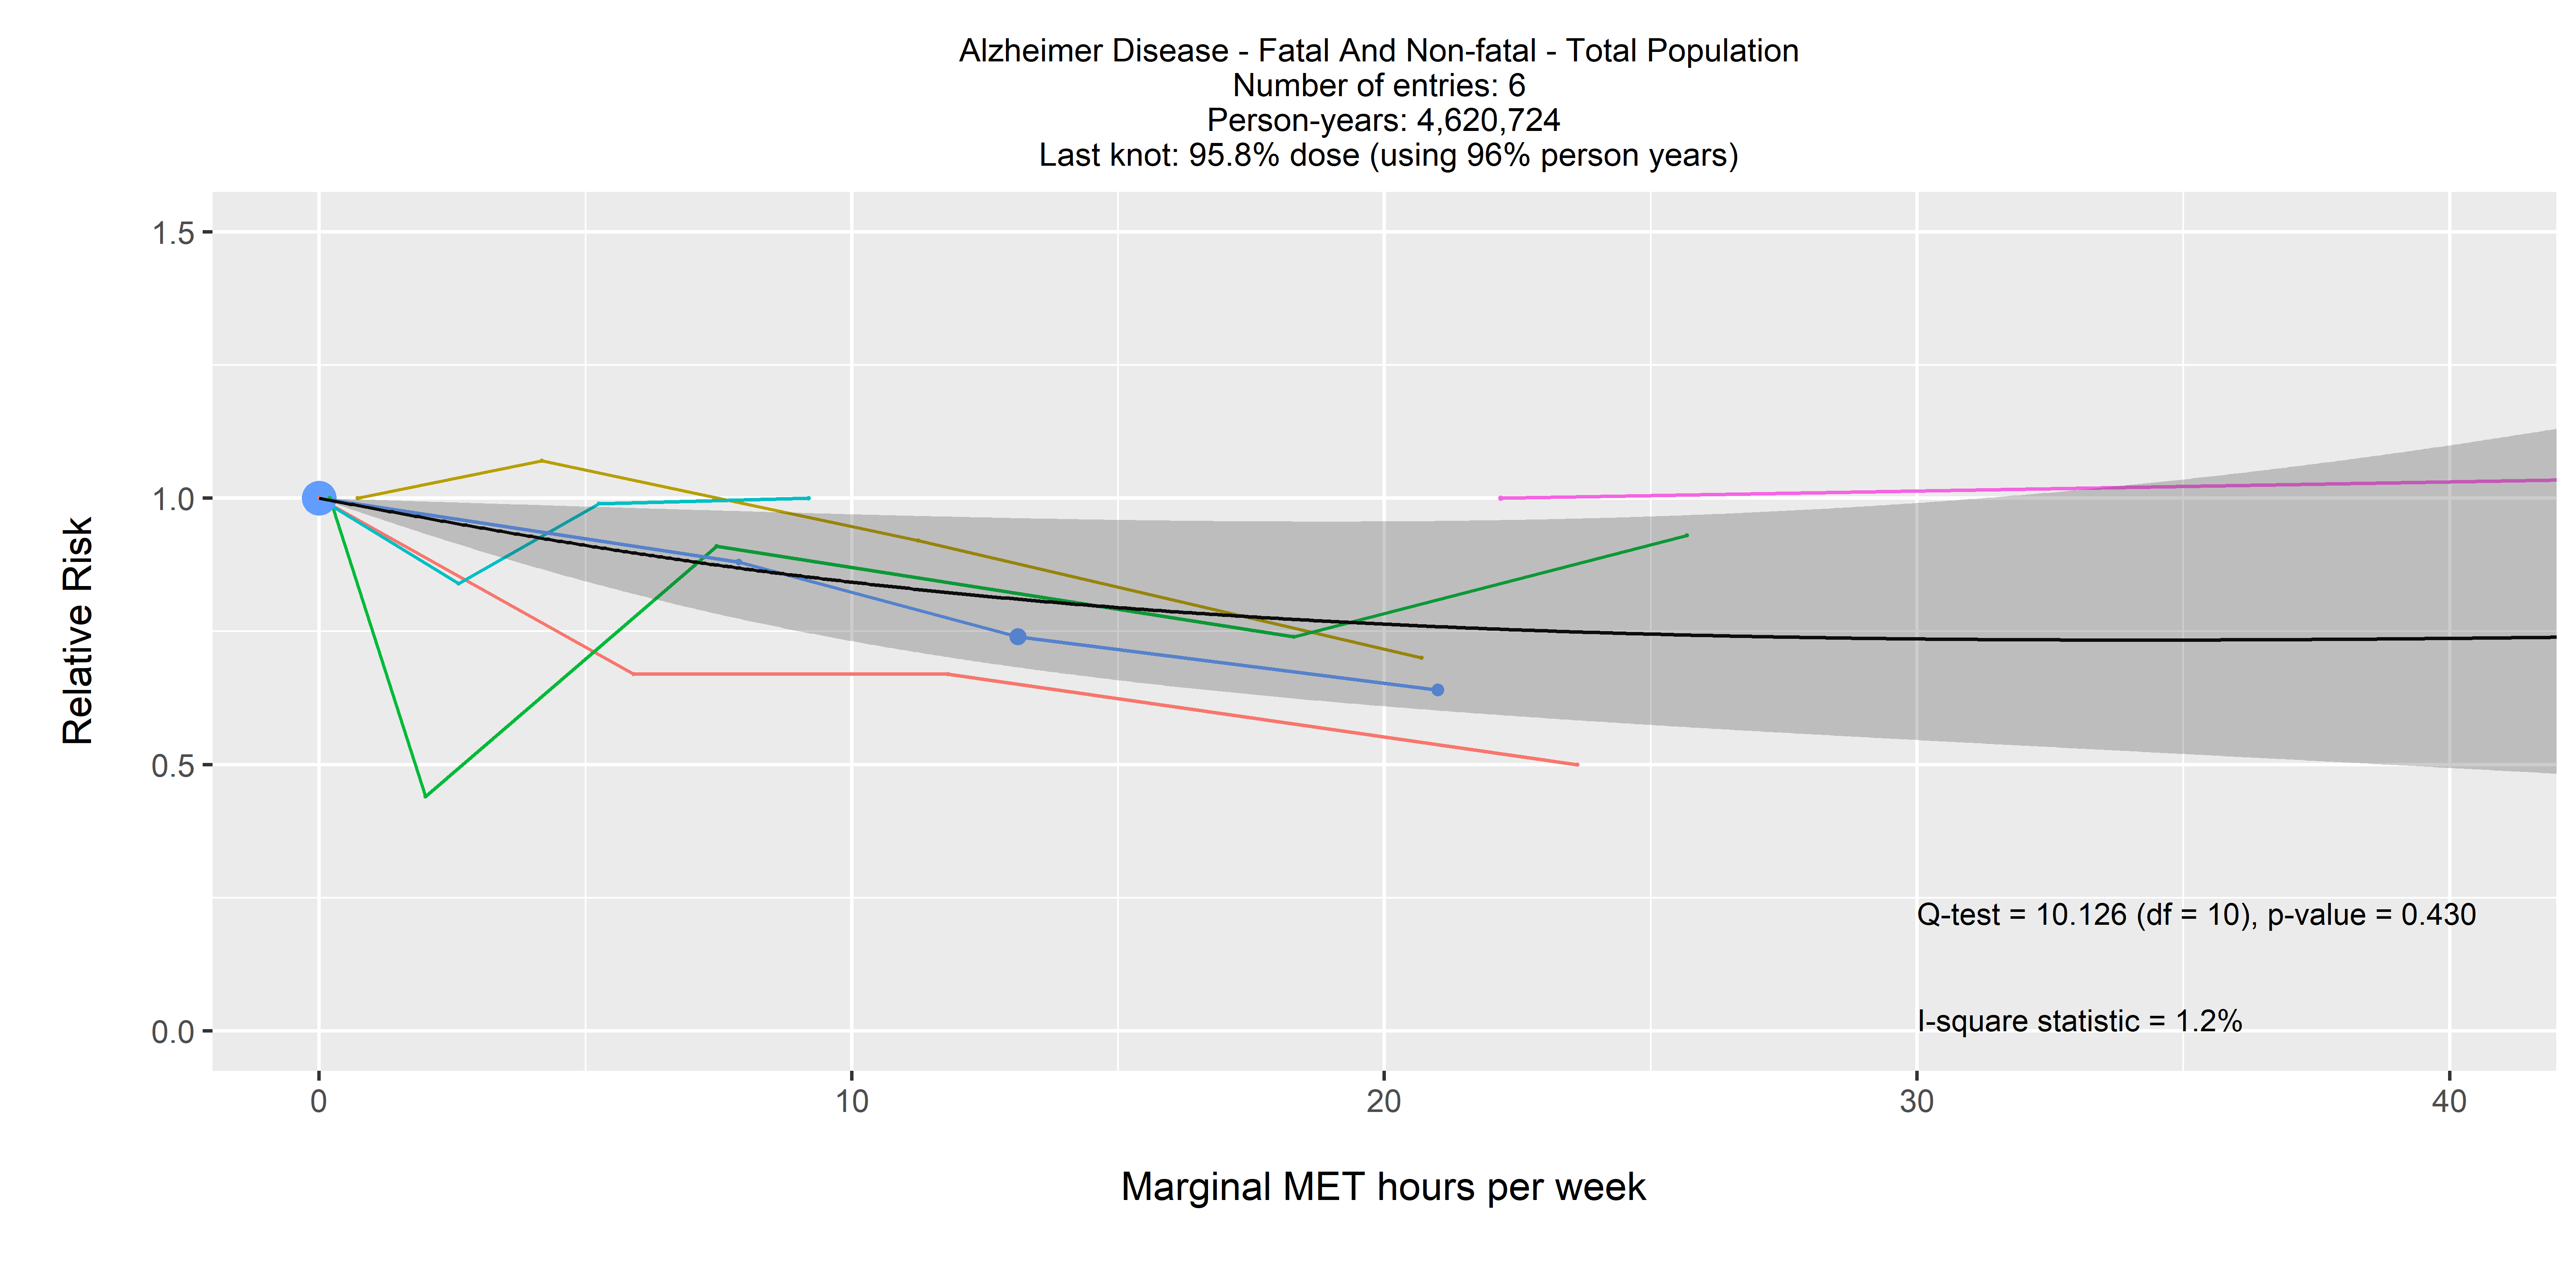 Alzheimer Disease - Fatal And Non-fatal - Total Population
Number of entries: 6
Person-years: 4,620,724
Last knot: 95.8% dose (using 96% person years)
1.5
1.0
0.5
0.0
Relative Risk
Q-test = 10.126 (df = 10), p-value = 0.430
I-square statistic = 1.2%
0 10 20 30 40
Marginal MET hours per week